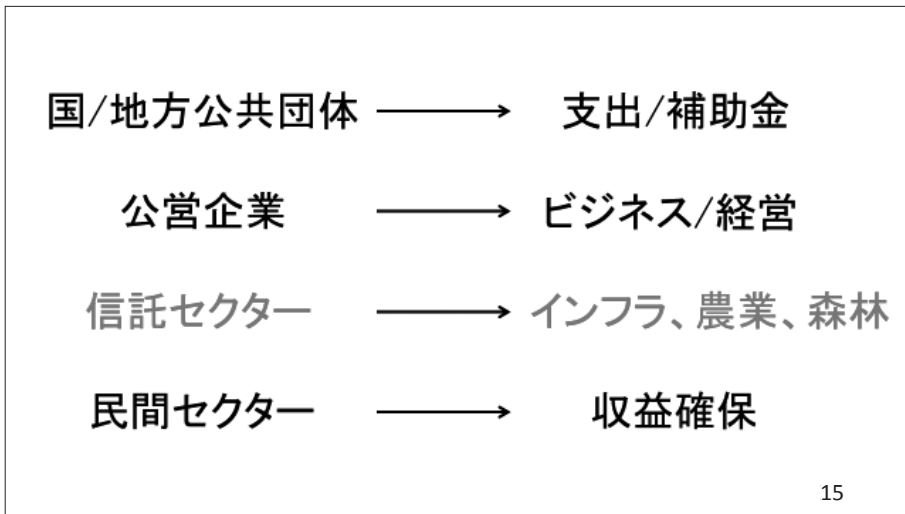 国/地方公共団体 → 支出/補助金
公営企業 → ビジネス/経営
信託セクター → インフラ、農業、森林
民間セクター → 収益確保
15